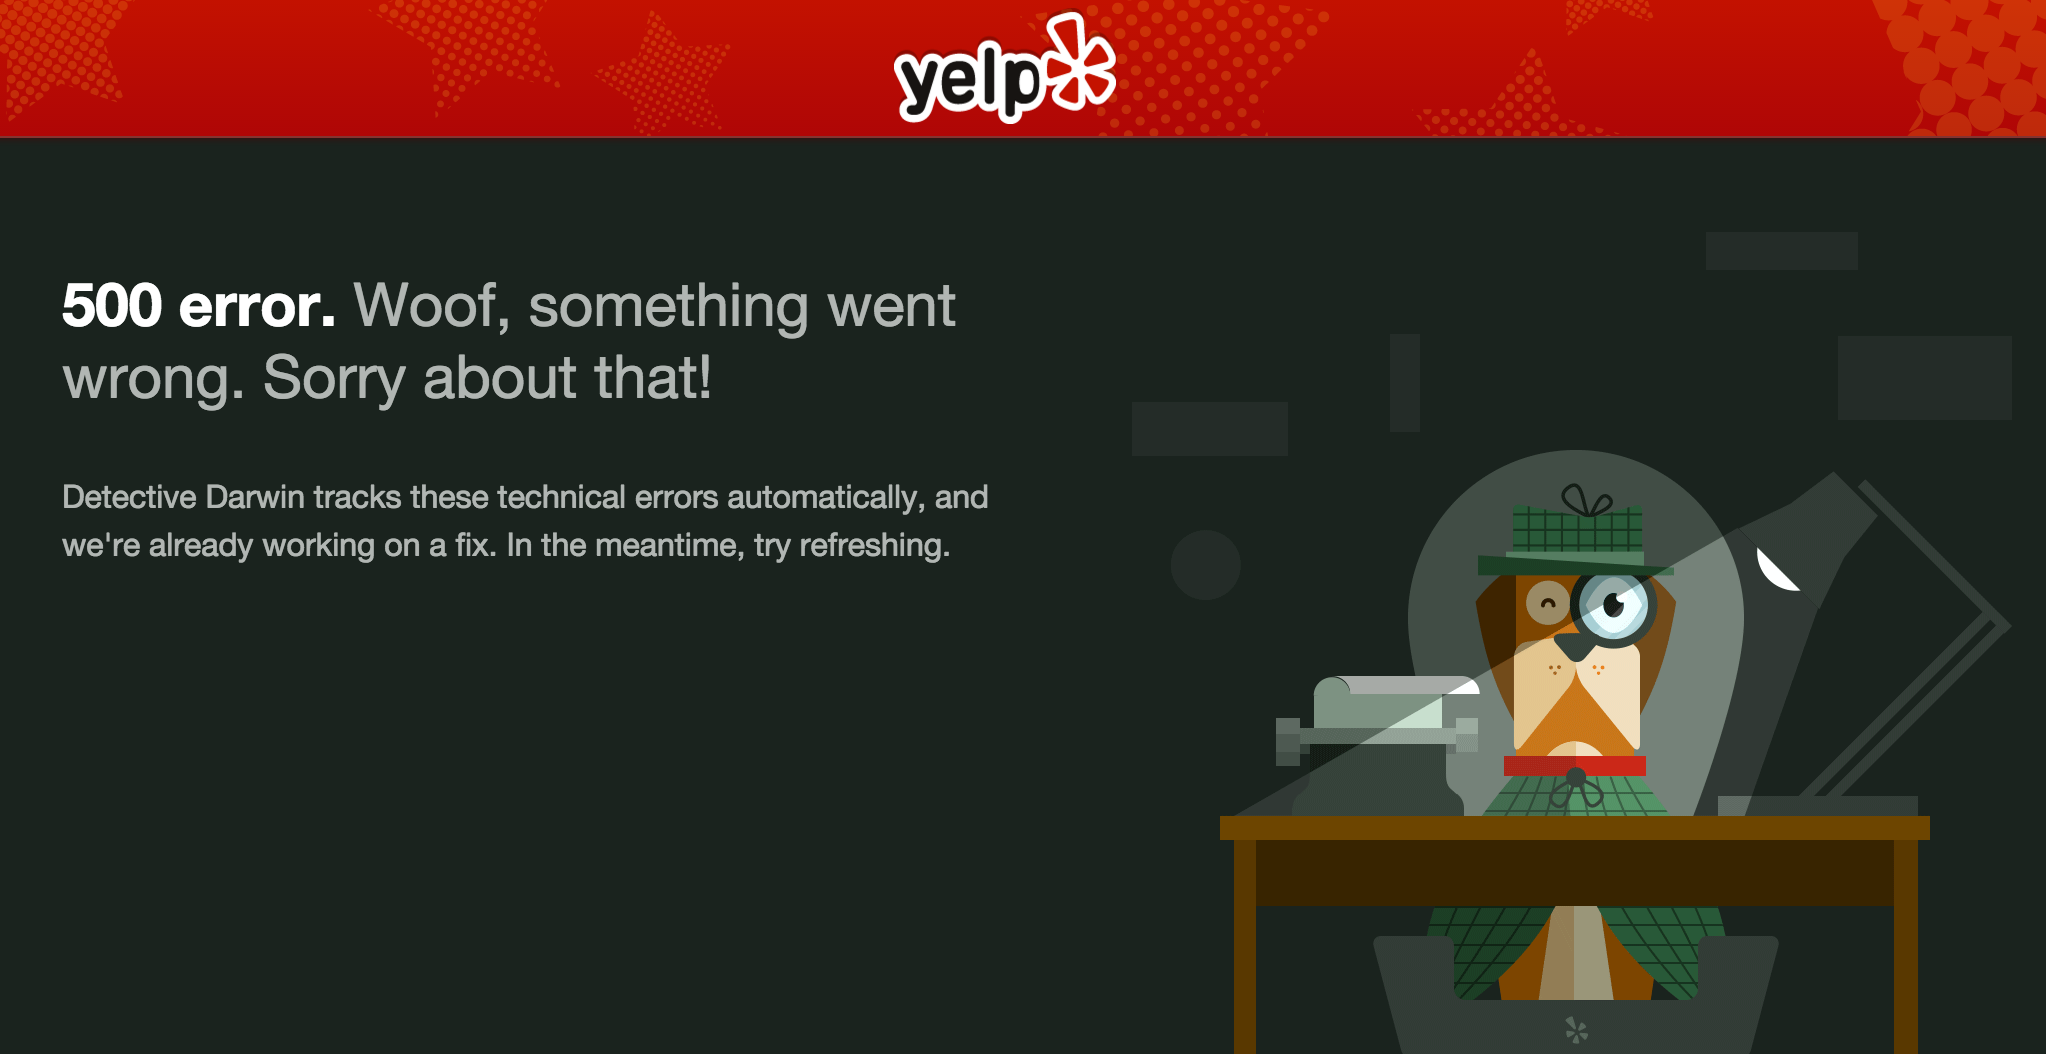 yelp
500 error. Woof, something went
wrong. Sorry about that!
Detective Darwin tracks these technical errors automatically, and
we're already working on a fix. In the meantime, try refreshing.